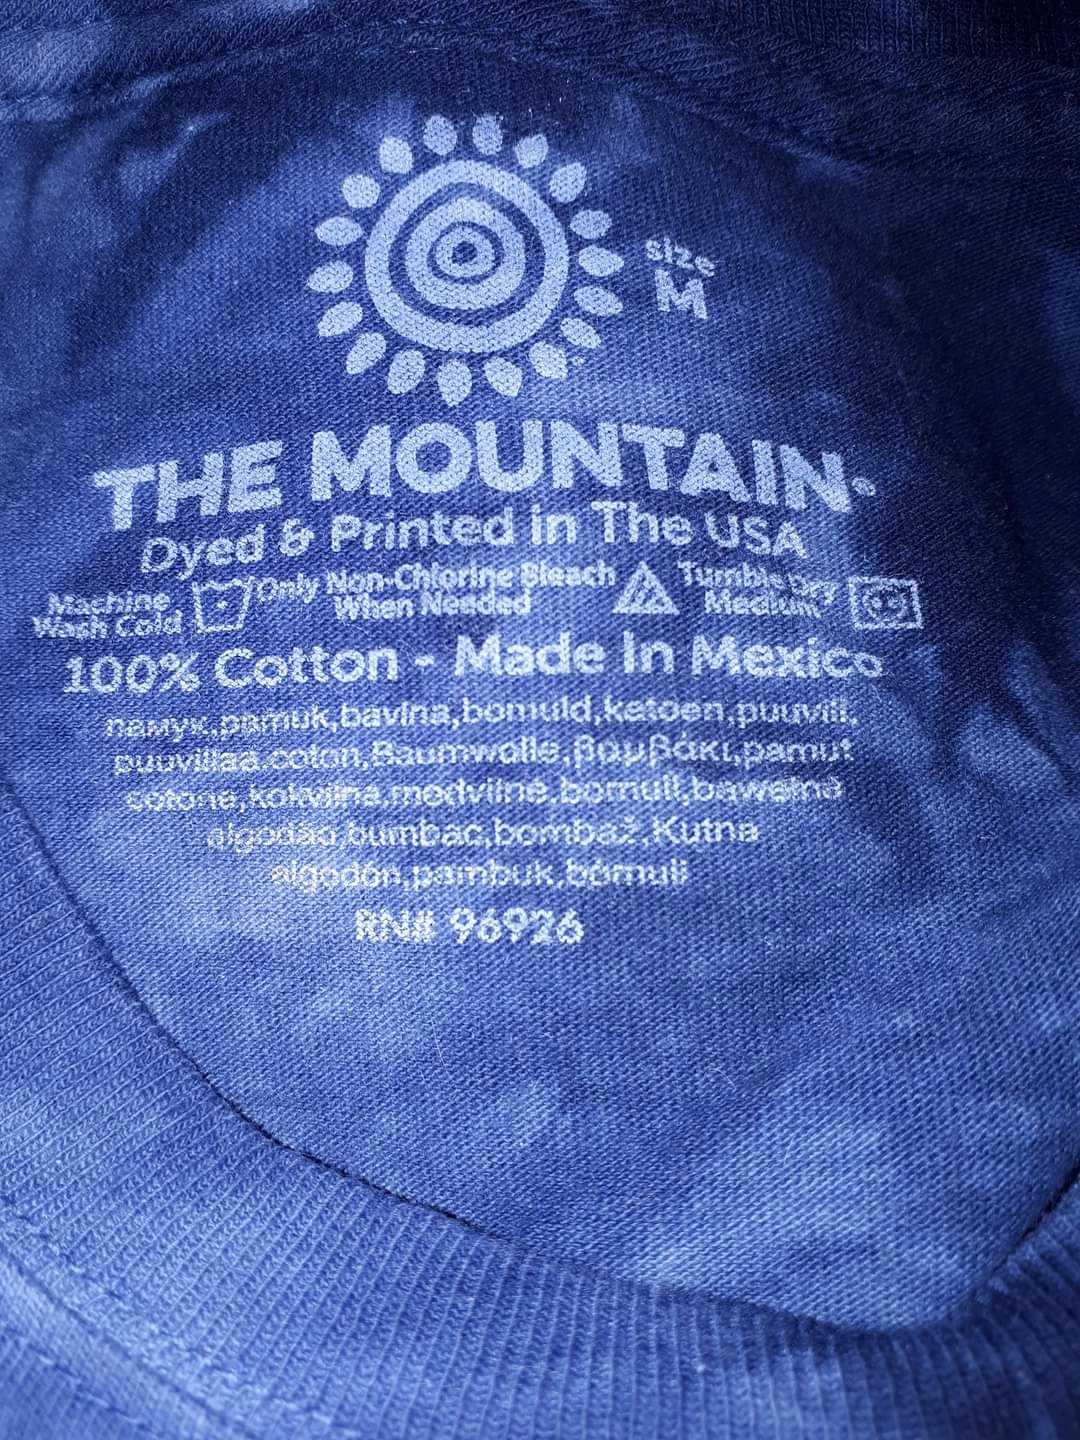 size
M
THE MOUNTAIN®
Dyed & Printed in The USA
Machine Wash Cold Only Non-Chlorine Bleach When Needed Tumble Dry Medium
100% Cotton - Made In Mexico
памук,pamuk,bavlna,bomuld,katoen,puuvill,
puuvillaa,coton,Baumwolle,βαμβάκι,pamut
cotone,kokvilna,medvilne,bomull,bawełna
algodão,bumbac,bombaž,Kutna
algodón,pambuk,bómull
RN# 96926